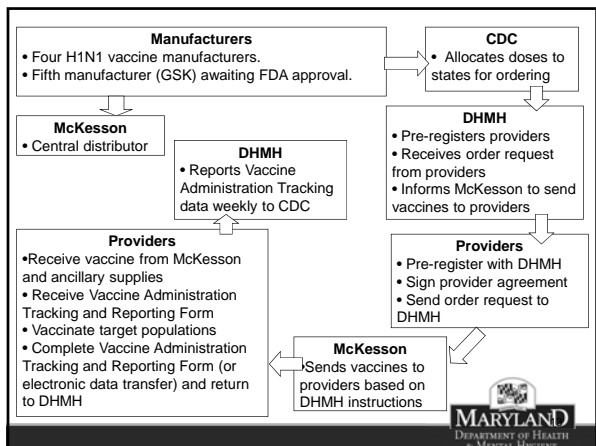 Manufacturers
• Four H1N1 vaccine manufacturers.
• Fifth manufacturer (GSK) awaiting FDA approval.
CDC
• Allocates doses to
states for ordering
McKesson
• Central distributor
DHMH
• Pre-registers providers
• Receives order request
from providers
• Informs McKesson to send
vaccines to providers
DHMH
• Reports Vaccine
Administration Tracking
data weekly to CDC
Providers
• Pre-register with DHMH
• Sign provider agreement
• Send order request to
DHMH
Providers
•Receive vaccine from McKesson
and ancillary supplies
• Receive Vaccine Administration
Tracking and Reporting Form
• Vaccinate target populations
• Complete Vaccine Administration
Tracking and Reporting Form (or
electronic data transfer) and return
to DHMH
McKesson
•Sends vaccines to
providers based on
DHMH instructions
MARYLAND
DEPARTMENT OF HEALTH
& MENTAL HYGIENE